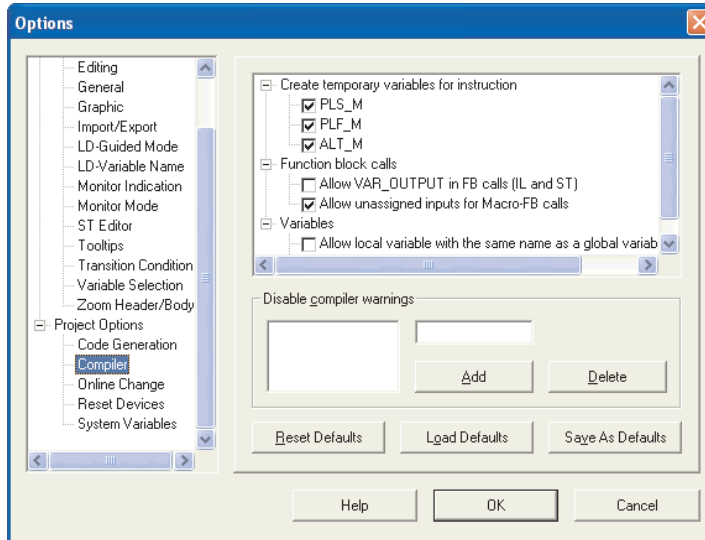 Options
Editing
General
Graphic
Import/Export
LD-Guided Mode
LD-Variable Name
Monitor Indication
Monitor Mode
ST Editor
Tooltips
Transition Condition
Variable Selection
Zoom Header/Body
Project Options
Code Generation
Compiler
Online Change
Reset Devices
System Variables
Create temporary variables for instruction
PLS_M
PLF_M
ALT_M
Function block calls
Allow VAR_OUTPUT in FB calls (IL and ST)
Allow unassigned inputs for Macro-FB calls
Variables
Allow local variable with the same name as a global variab
Disable compiler warnings
Add
Delete
Reset Defaults
Load Defaults
Save As Defaults
Help
OK
Cancel